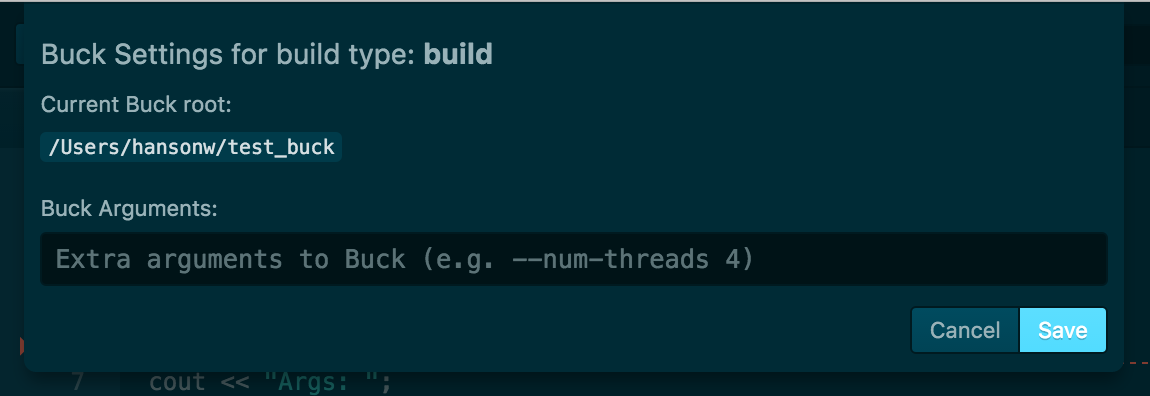 Buck Settings for build type: build
Current Buck root:
/Users/hansonw/test_buck
Buck Arguments:
Extra arguments to Buck (e.g. --num-threads 4)
Cancel Save
7 cout << "Args: ";